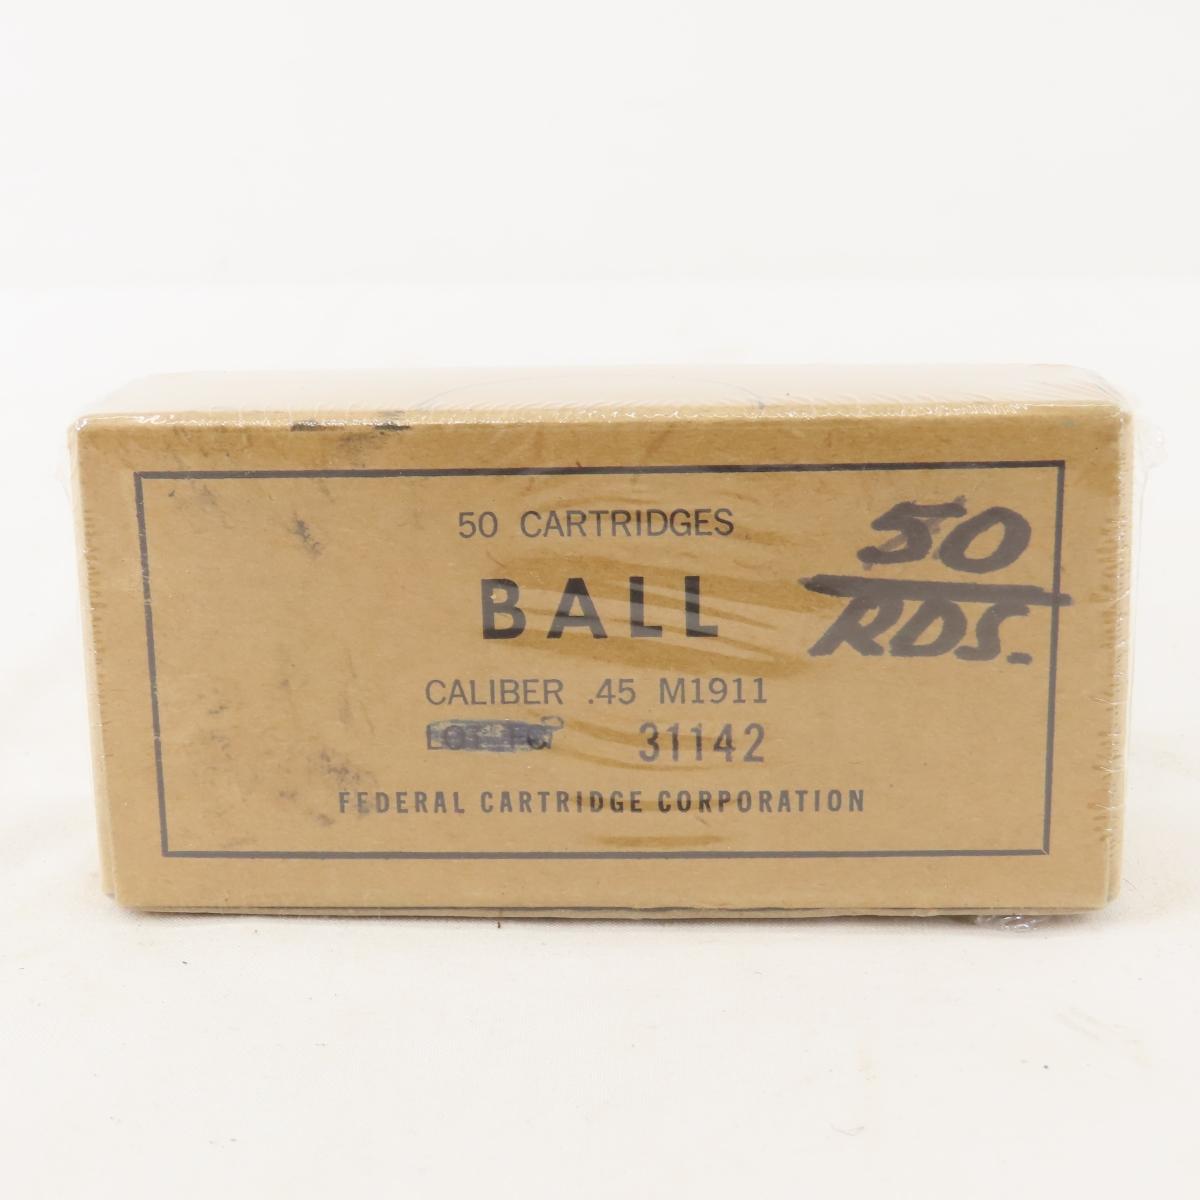 50 CARTRIDGES
BALL
CALIBER .45 M1911
31142
FEDERAL CARTRIDGE CORPORATION
50
RDS.